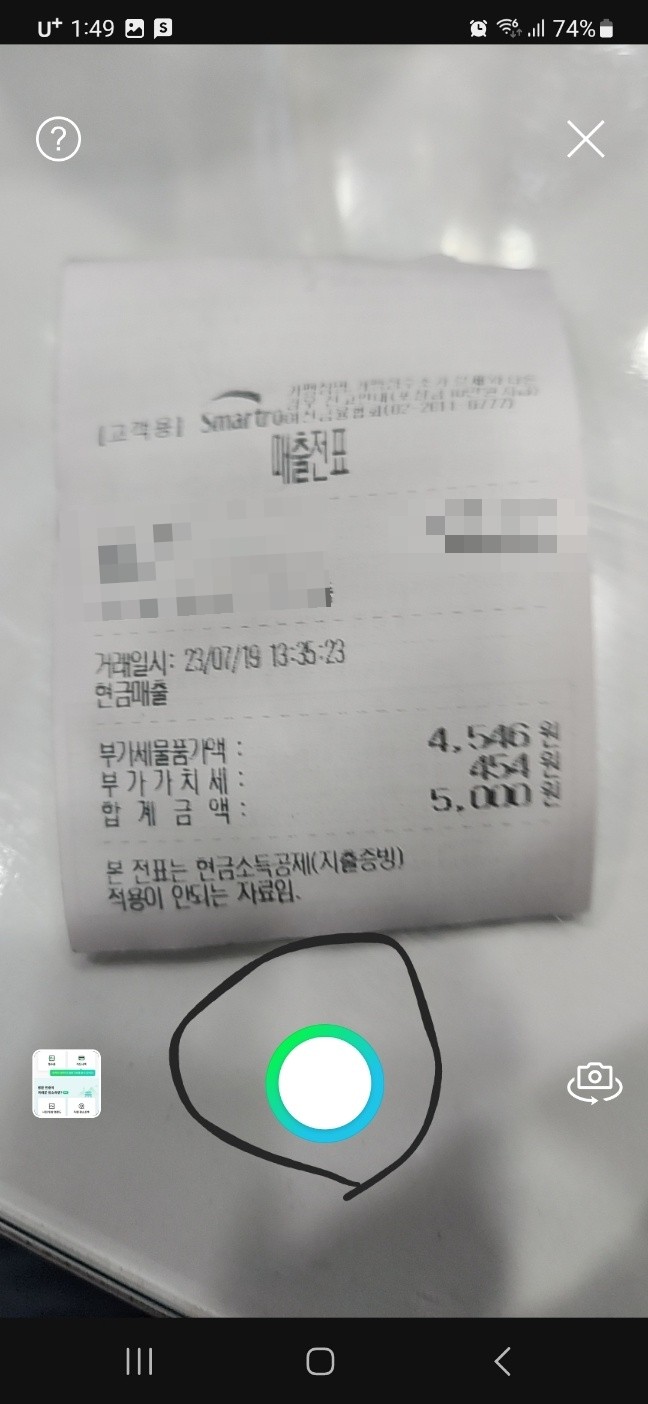 U+ 1:49 S 74%
?
[고객용] Smartro
(02-2011-0777)
매출전표
거래일시: 23/07/19 13:35:23
현금매출
부가세물품가액 : 4,546 원
부 가 가 치 세 : 454 원
합 계 금 액 : 5,000 원
본 전표는 현금소득공제(지출증빙)
적용이 안되는 자료임.